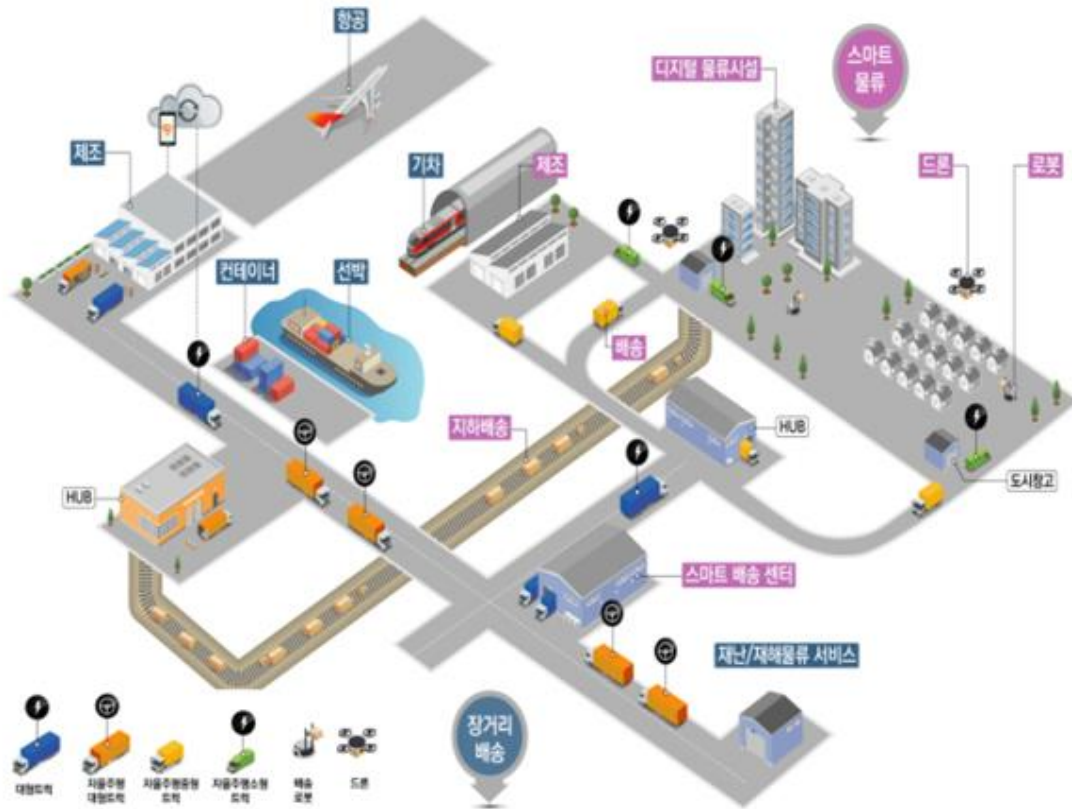 항공
스마트
물류
디지털 물류시설
제조
기차
제조
드론
로봇
컨테이너
선박
배송
지하배송
HUB
HUB
도시창고
스마트 배송 센터
재난/재해물류 서비스
장거리
배송
대형트럭
자율주행
대형트럭
자율주행중형
트럭
자율주행소형
트럭
배송
로봇
드론